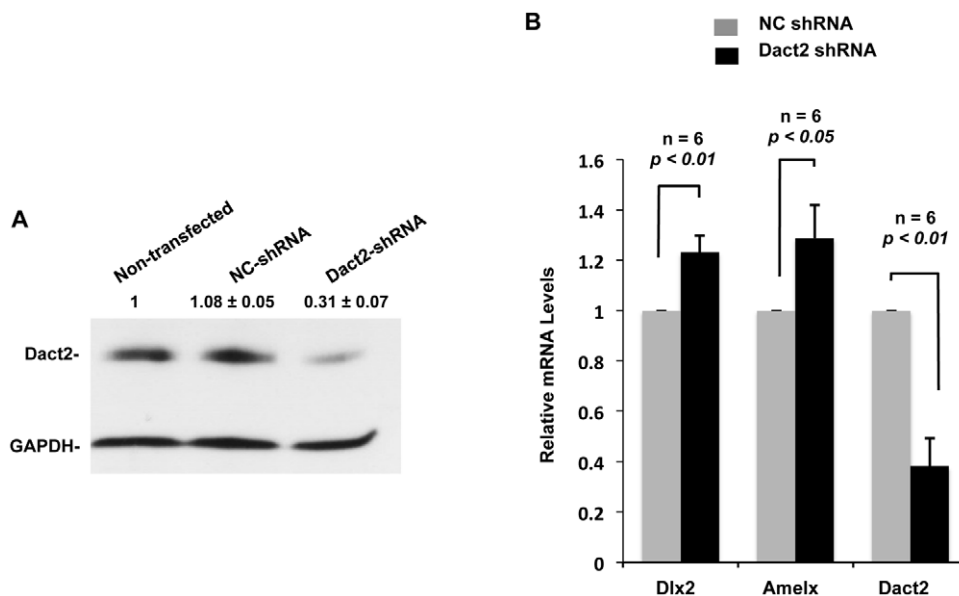 A
Non-transfected
NC-shRNA
Dact2-shRNA
1 1.08 ± 0.05 0.31 ± 0.07
Dact2-
GAPDH-
B
NC shRNA
Dact2 shRNA
n = 6
p < 0.01
n = 6
p < 0.05
n = 6
p < 0.01
Relative mRNA Levels
1.6
1.4
1.2
1
0.8
0.6
0.4
0.2
0
Dlx2 Amelx Dact2